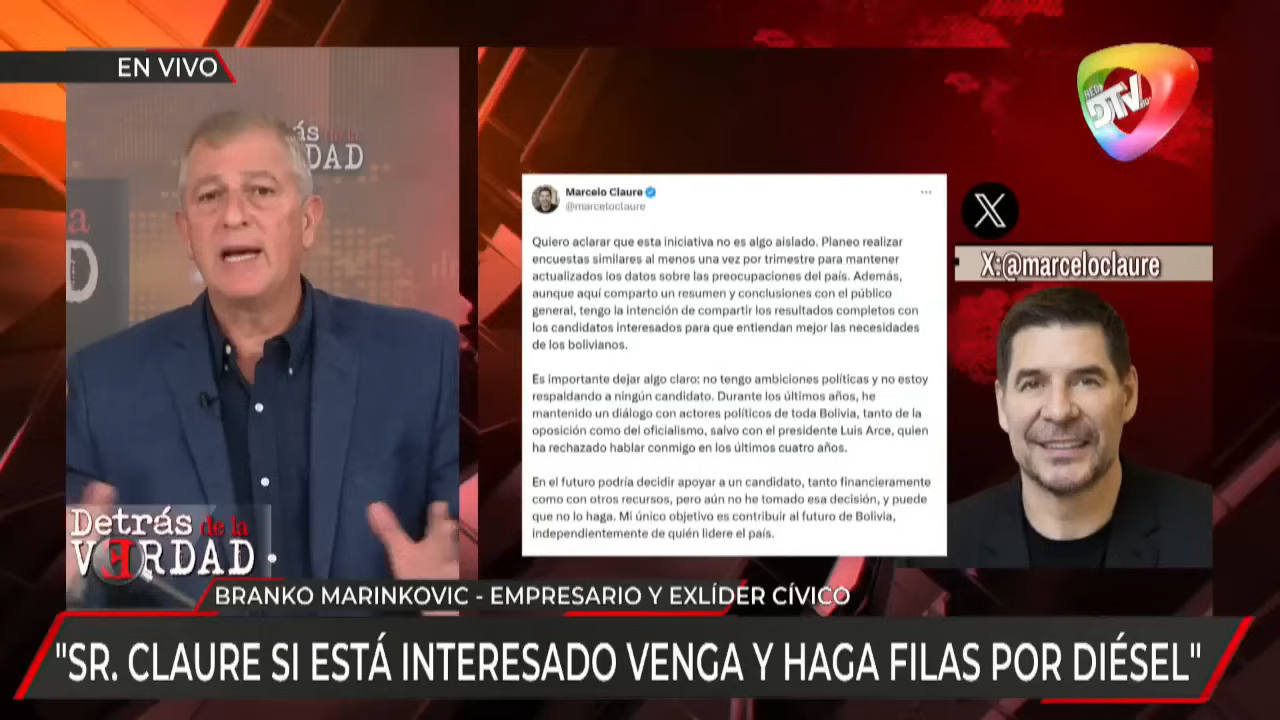 EN VIVO
ás de la
RDAD
a
D
RED
DTV
Marcelo Claure
@marceloclaure
Quiero aclarar que esta iniciativa no es algo aislado. Planeo realizar
encuestas similares al menos una vez por trimestre para mantener
actualizados los datos sobre las preocupaciones del país. Además,
aunque aquí comparto un resumen y conclusiones con el público
general, tengo la intención de compartir los resultados completos con
los candidatos interesados para que entiendan mejor las necesidades
de los bolivianos.
Es importante dejar algo claro: no tengo ambiciones políticas y no estoy
respaldando a ningún candidato. Durante los últimos años, he
mantenido un diálogo con actores políticos de toda Bolivia, tanto de la
oposición como del oficialismo, salvo con el presidente Luis Arce, quien
ha rechazado hablar conmigo en los últimos cuatro años.
En el futuro podría decidir apoyar a un candidato, tanto financieramente
como con otros recursos, pero aún no he tomado esa decisión, y puede
que no lo haga. Mi único objetivo es contribuir al futuro de Bolivia,
independientemente de quién lidere el país.
X
X:@marceloclaure
Detrás de la
VERDAD
BRANKO MARINKOVIC - EMPRESARIO Y EXLÍDER CÍVICO
"SR. CLAURE SI ESTÁ INTERESADO VENGA Y HAGA FILAS POR DIÉSEL"